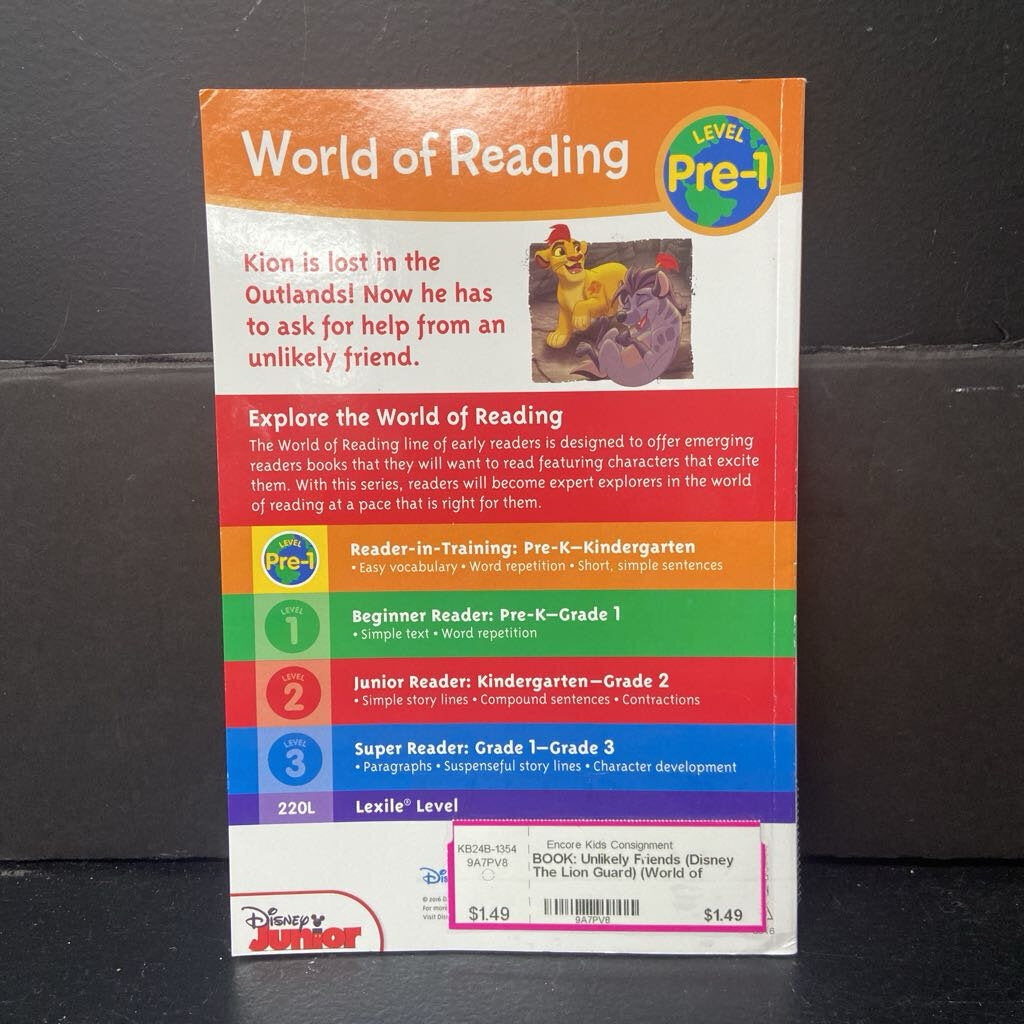 World of Reading
LEVEL
Pre-1
Kion is lost in the
Outlands! Now he has
to ask for help from an
unlikely friend.
Explore the World of Reading
The World of Reading line of early readers is designed to offer emerging
readers books that they will want to read featuring characters that excite
them. With this series, readers will become expert explorers in the world
of reading at a pace that is right for them.
LEVEL
Pre-1
Reader-in-Training: Pre-K—Kindergarten
• Easy vocabulary • Word repetition • Short, simple sentences
LEVEL
1
Beginner Reader: Pre-K—Grade 1
• Simple text • Word repetition
LEVEL
2
Junior Reader: Kindergarten—Grade 2
• Simple story lines • Compound sentences • Contractions
LEVEL
3
Super Reader: Grade 1—Grade 3
• Paragraphs • Suspenseful story lines • Character development
220L Lexile® Level
KB24B-1354
9A7PV8
$1.49
Encore Kids Consignment
BOOK: Unlikely Friends (Disney
The Lion Guard) (World of
9A7PV8
$1.49
© 2016
For more
Visit
Disney
Junior